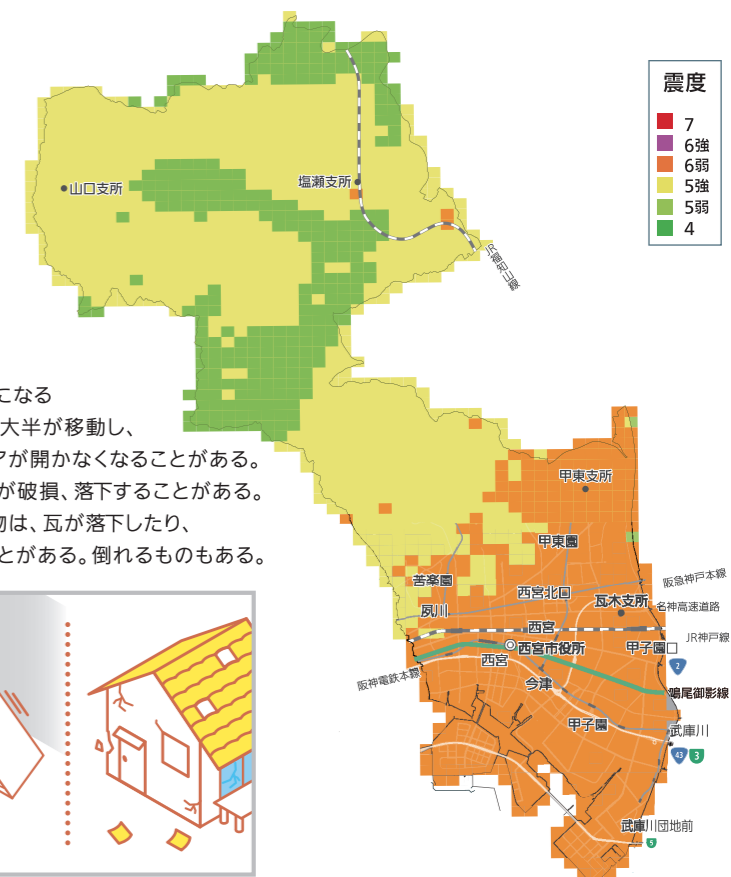 震度
7
6強
6弱
5強
5弱
4
山口支所
塩瀬支所
JR福知山線
になる
大半が移動し、
アが開かなくなることがある。
が破損、落下することがある。
物は、瓦が落下したり、
ことがある。倒れるものもある。
甲東支所
甲東園
苦楽園
西宮北口
阪急神戸本線
夙川
瓦木支所
名神高速道路
西宮
JR神戸線
西宮市役所
甲子園口
西宮
2
阪神電鉄本線
今津
鳴尾御影線
甲子園
武庫川
43
3
武庫川団地前
5